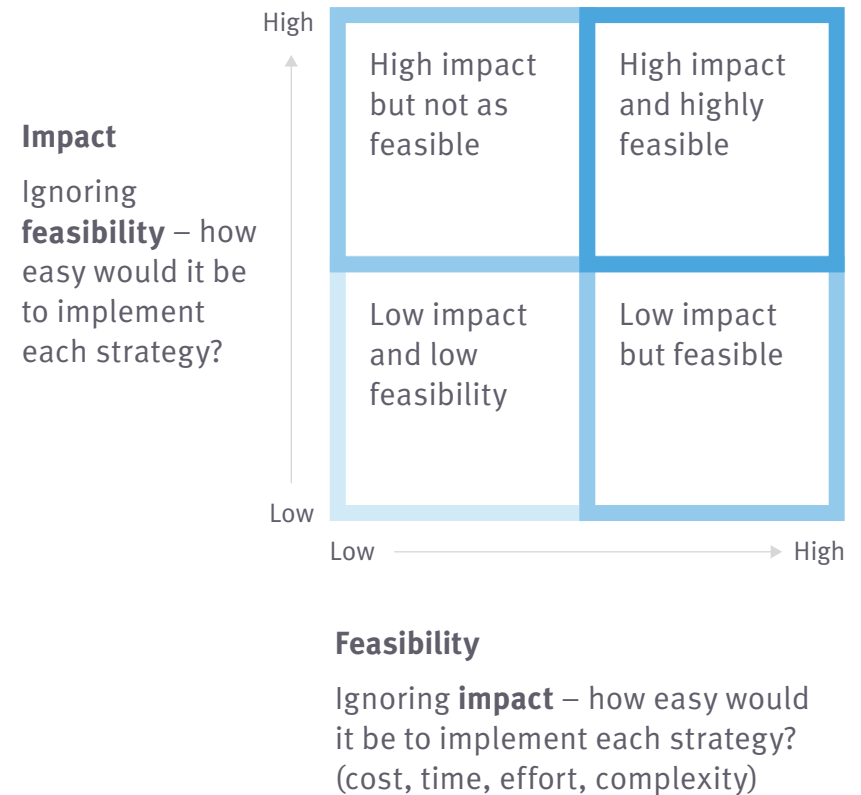 High
Impact
Ignoring
feasibility – how
easy would it be
to implement
each strategy?
High impact
but not as
feasible
High impact
and highly
feasible
Low impact
and low
feasibility
Low impact
but feasible
Low
Low
High
Feasibility
Ignoring impact – how easy would
it be to implement each strategy?
(cost, time, effort, complexity)